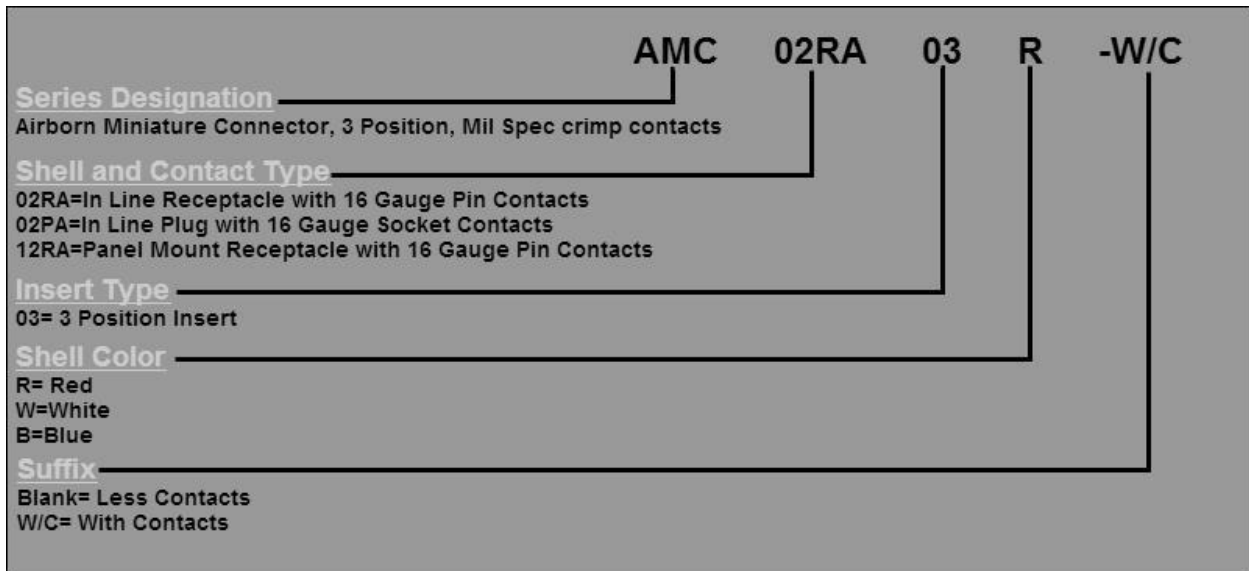 AMC 02RA 03 R -W/C
Series Designation
Airborn Miniature Connector, 3 Position, Mil Spec crimp contacts
Shell and Contact Type
02RA=In Line Receptacle with 16 Gauge Pin Contacts
02PA=In Line Plug with 16 Gauge Socket Contacts
12RA=Panel Mount Receptacle with 16 Gauge Pin Contacts
Insert Type
03= 3 Position Insert
Shell Color
R= Red
W=White
B=Blue
Suffix
Blank= Less Contacts
W/C= With Contacts